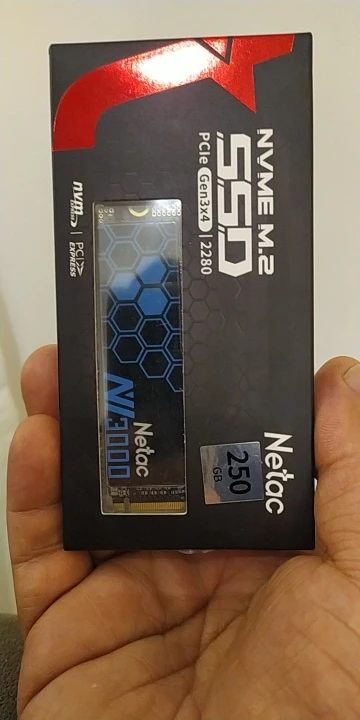 NVME M.2
SSD
PCIe Gen3x4 | 2280
nvm
EXPRESS
PCI
EXPRESS
Netac
250
GB
Netac
NV3000